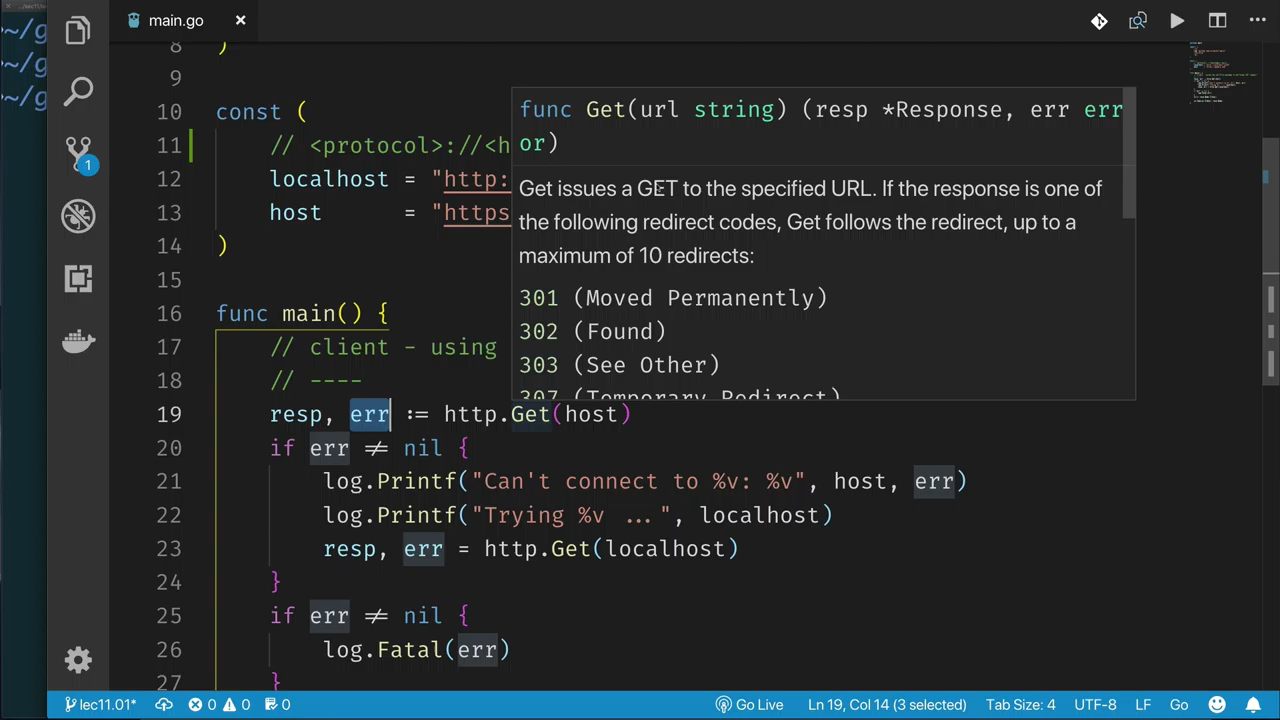 ../sec11/su
~/g
~/g
~/g
main.go
8 )
9
10 const (
11 // <protocol>://<h
12 localhost = "http:
13 host = "https
14 )
15
16 func main() {
17 // client - using
18 // ----
19 resp, err := http.Get(host)
20 if err ≠ nil {
21 log.Printf("Can't connect to %v: %v", host, err)
22 log.Printf("Trying %v ...", localhost)
23 resp, err = http.Get(localhost)
24 }
25 if err ≠ nil {
26 log.Fatal(err)
27 }
func Get(url string) (resp *Response, err err
or)
Get issues a GET to the specified URL. If the response is one of
the following redirect codes, Get follows the redirect, up to a
maximum of 10 redirects:
301 (Moved Permanently)
302 (Found)
303 (See Other)
307 (Temporary Redirect)
1
lec11.01* 0 0 0 Go Live Ln 19, Col 14 (3 selected) Tab Size: 4 UTF-8 LF Go